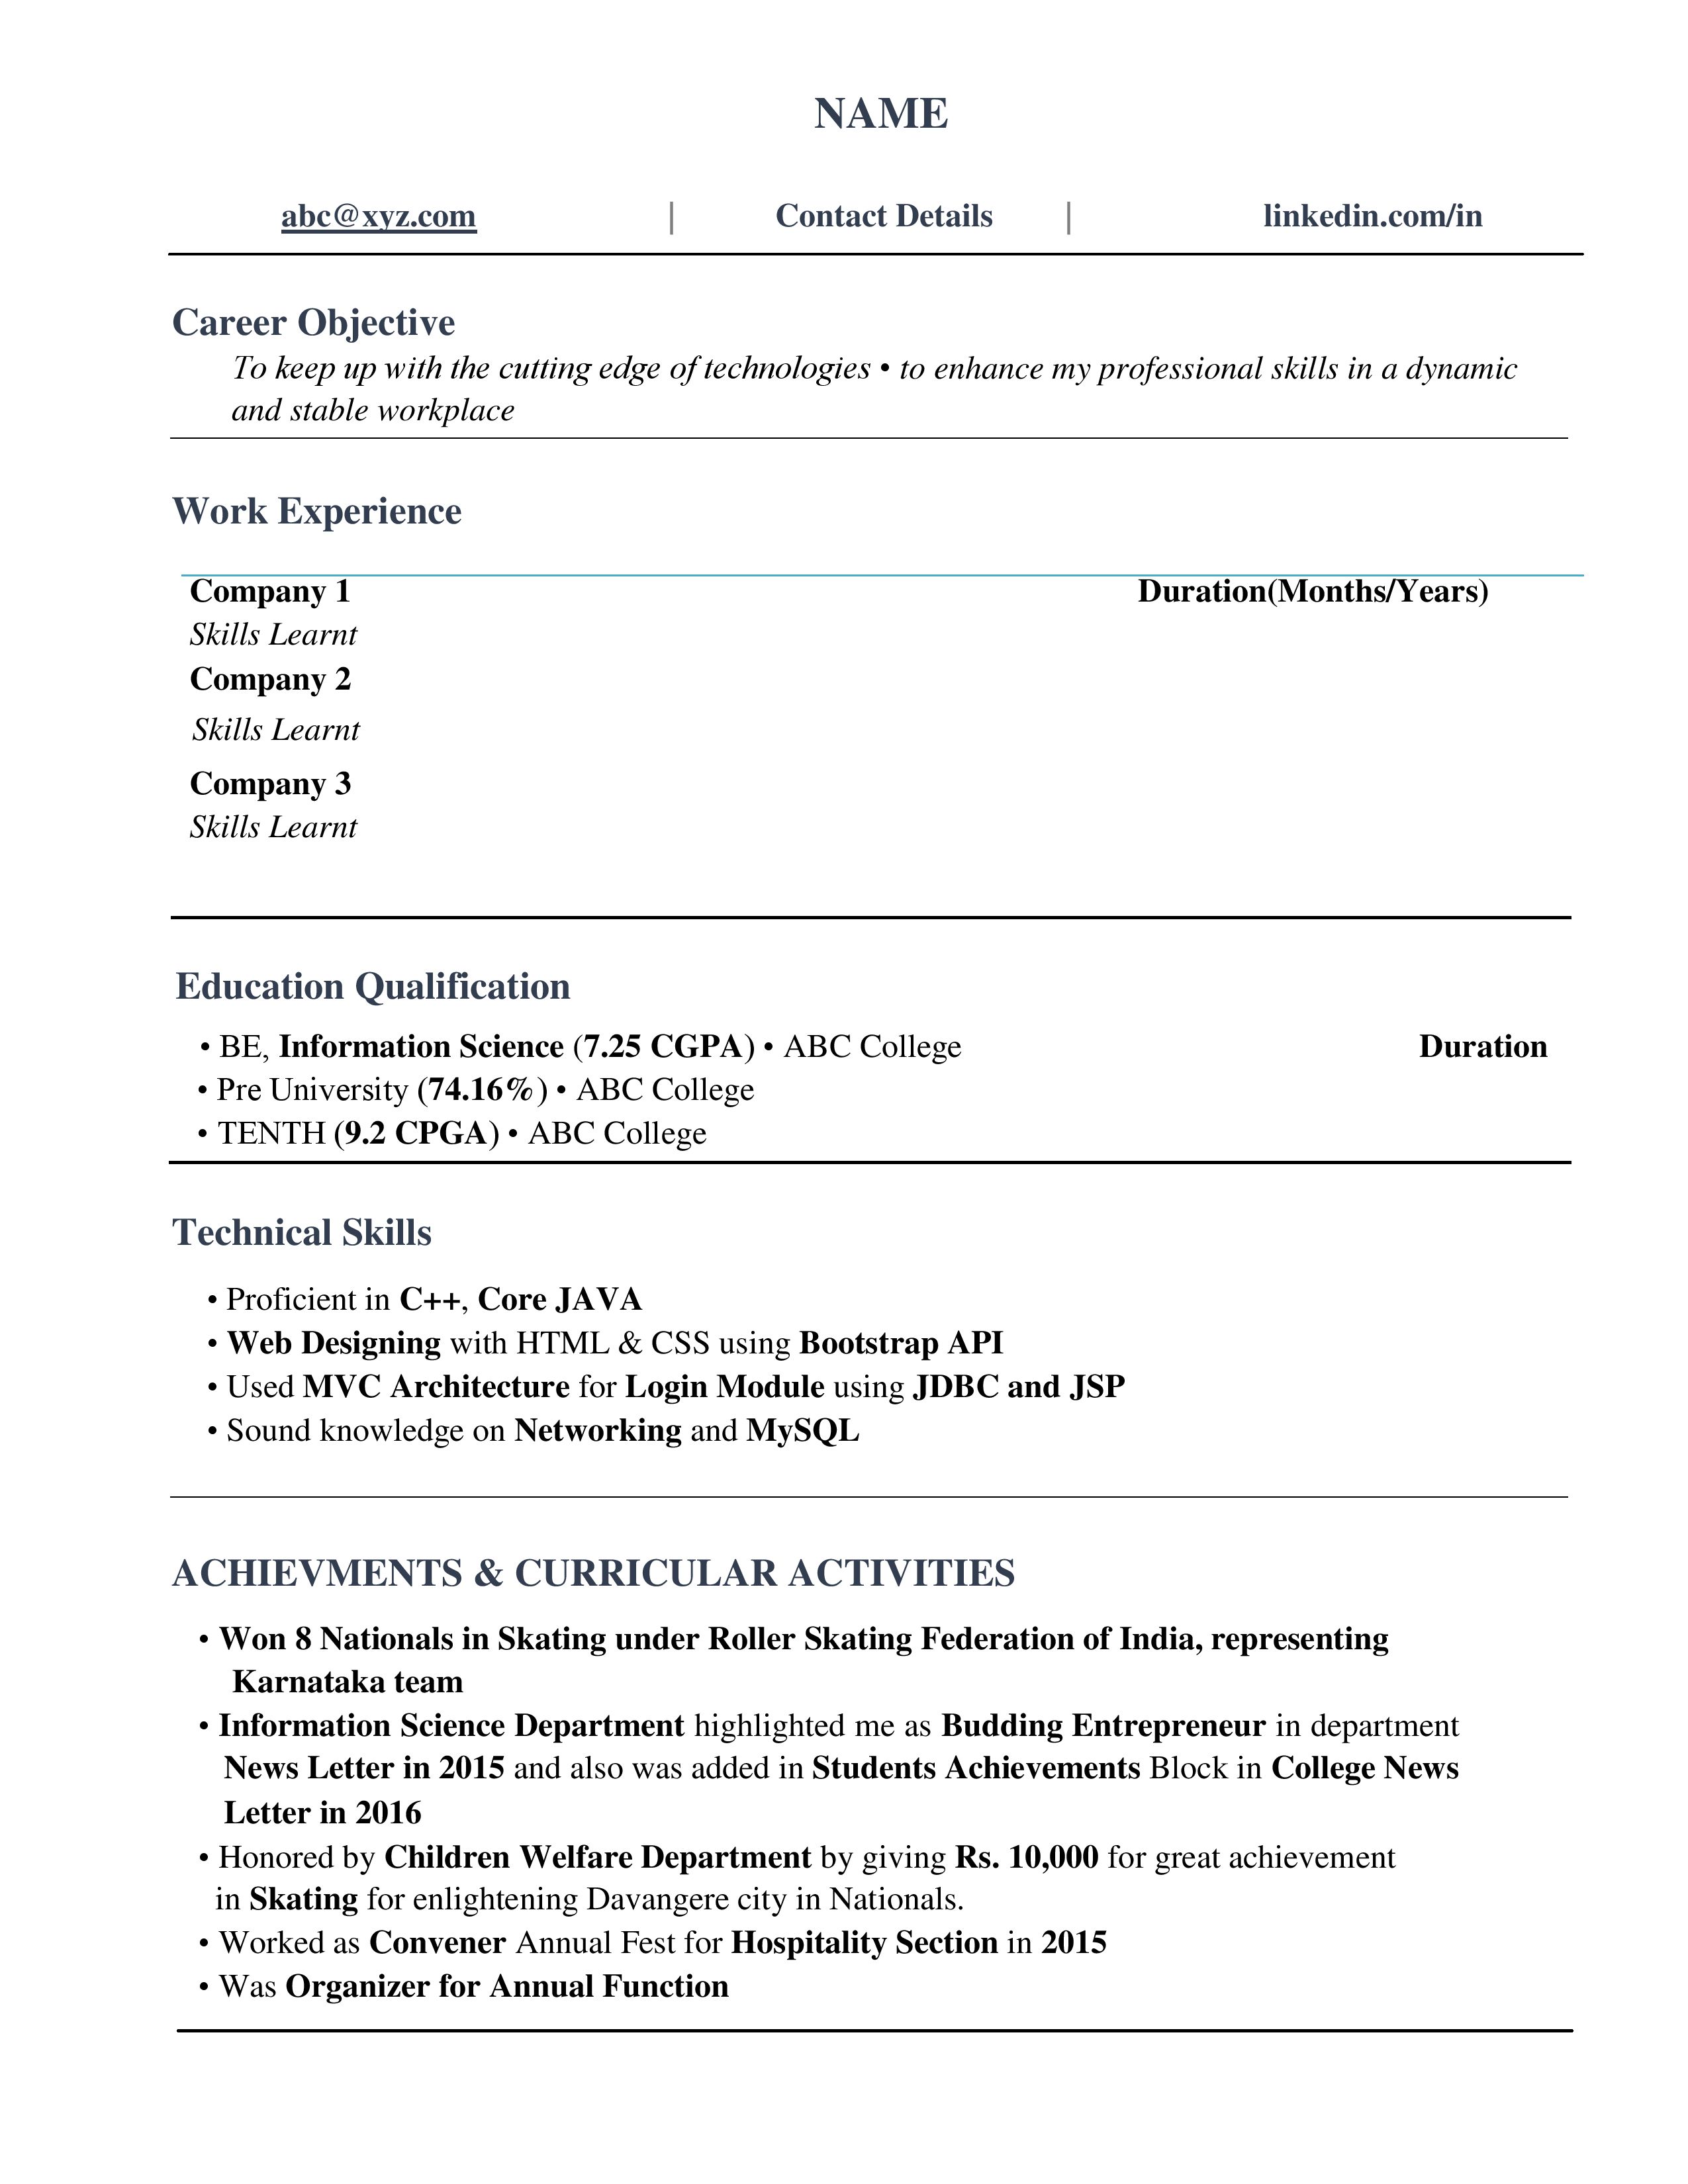 NAME
abc@xyz.com | Contact Details | linkedin.com/in
Career Objective
To keep up with the cutting edge of technologies • to enhance my professional skills in a dynamic
and stable workplace
Work Experience
Company 1 Duration(Months/Years)
Skills Learnt
Company 2
Skills Learnt
Company 3
Skills Learnt
Education Qualification
• BE, Information Science (7.25 CGPA) • ABC College Duration
• Pre University (74.16%) • ABC College
• TENTH (9.2 CPGA) • ABC College
Technical Skills
• Proficient in C++, Core JAVA
• Web Designing with HTML & CSS using Bootstrap API
• Used MVC Architecture for Login Module using JDBC and JSP
• Sound knowledge on Networking and MySQL
ACHIEVMENTS & CURRICULAR ACTIVITIES
• Won 8 Nationals in Skating under Roller Skating Federation of India, representing
Karnataka team
• Information Science Department highlighted me as Budding Entrepreneur in department
News Letter in 2015 and also was added in Students Achievements Block in College News
Letter in 2016
• Honored by Children Welfare Department by giving Rs. 10,000 for great achievement
in Skating for enlightening Davangere city in Nationals.
• Worked as Convener Annual Fest for Hospitality Section in 2015
• Was Organizer for Annual Function